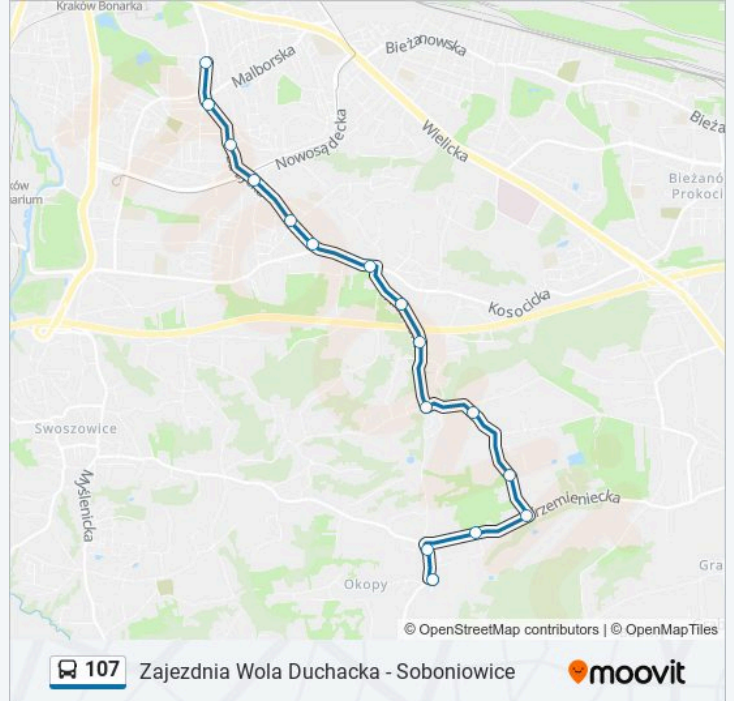 Kraków Bonarka
Malborska
Bieżanowska
Nowosądecka
Wielicka
Bieża
ków
arium
Bieżanó
Prokoci
Kosocicka
Swoszowice
Myślenicka
rzemieniecka
Okopy
Gra
© OpenStreetMap contributors | © OpenMapTiles
107 Zajezdnia Wola Duchacka - Soboniowice moovit